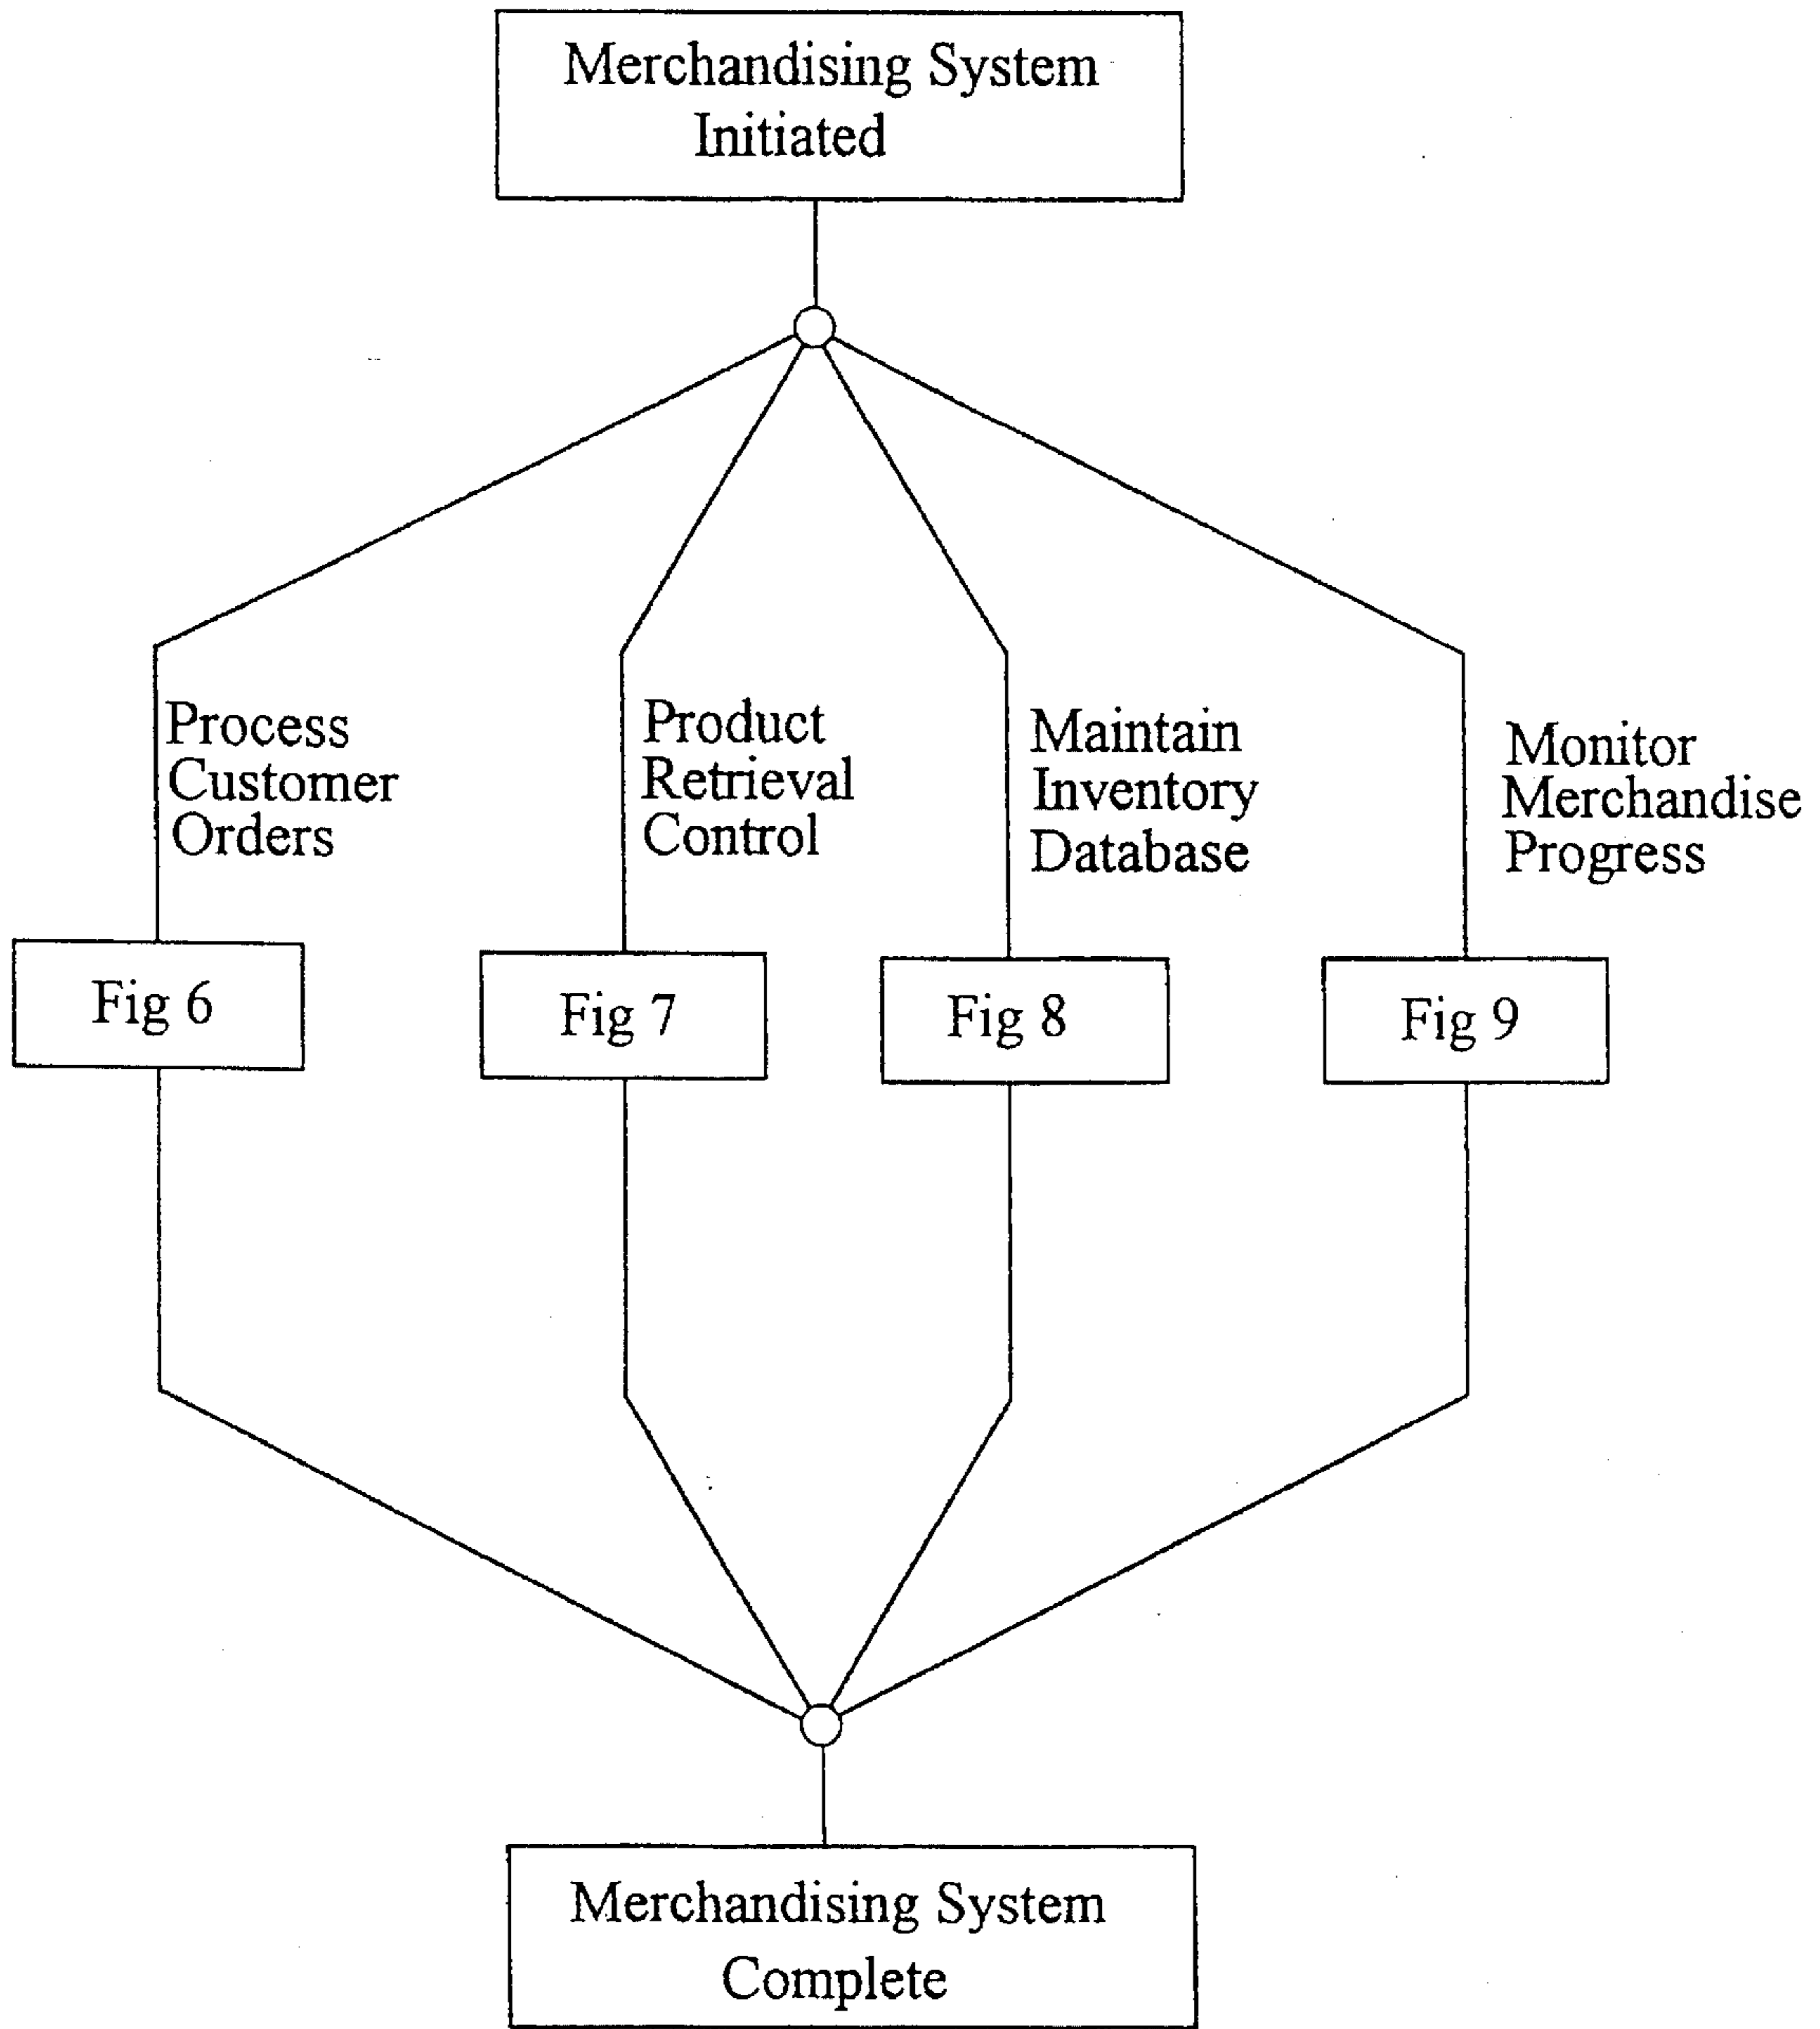 Merchandising System
Initiated
Process
Customer
Orders
Product
Retrieval
Control
Maintain
Inventory
Database
Monitor
Merchandise
Progress
Fig 6
Fig 7
Fig 8
Fig 9
Merchandising System
Complete